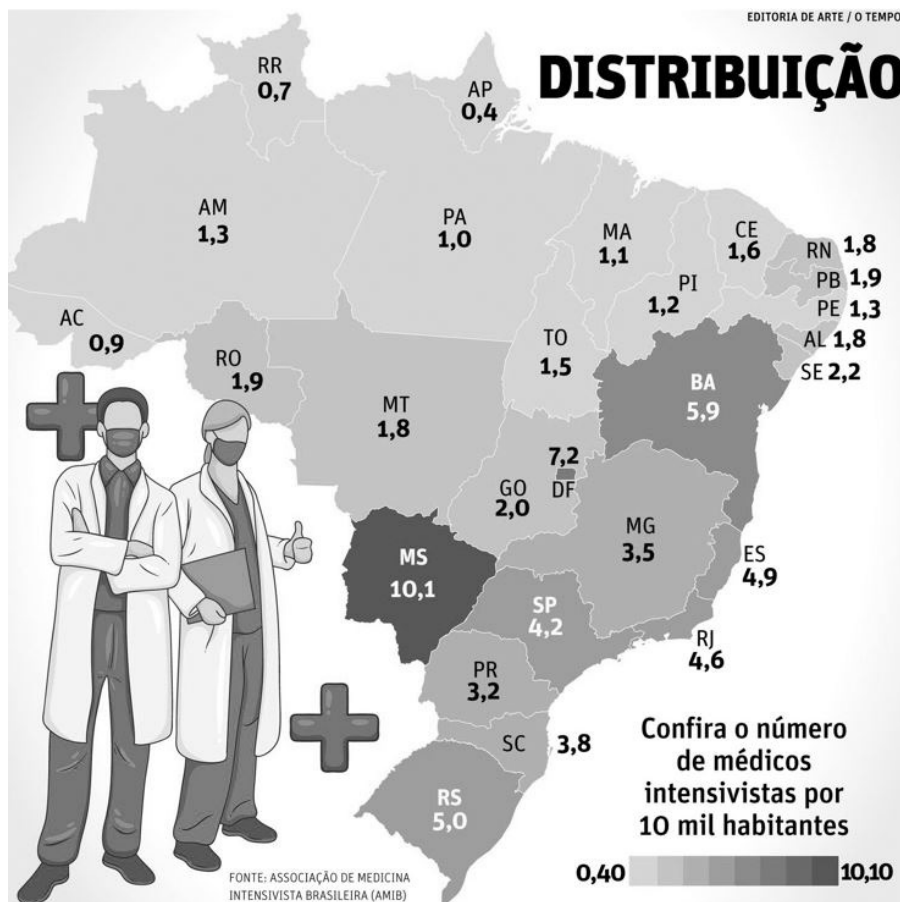 EDITORIA DE ARTE / O TEMPO
DISTRIBUIÇÃO
RR
0,7
AP
0,4
AM
1,3
PA
1,0
MA
1,1
CE
1,6
RN 1,8
PB 1,9
PE 1,3
AL 1,8
SE 2,2
PI
1,2
AC
0,9
RO
1,9
TO
1,5
BA
5,9
MT
1,8
7,2
DF
GO
2,0
MG
3,5
ES
4,9
MS
10,1
SP
4,2
RJ
4,6
PR
3,2
SC 3,8
RS
5,0
Confira o número
de médicos
intensivistas por
10 mil habitantes
0,40 10,10
FONTE: ASSOCIAÇÃO DE MEDICINA
INTENSIVISTA BRASILEIRA (AMIB)